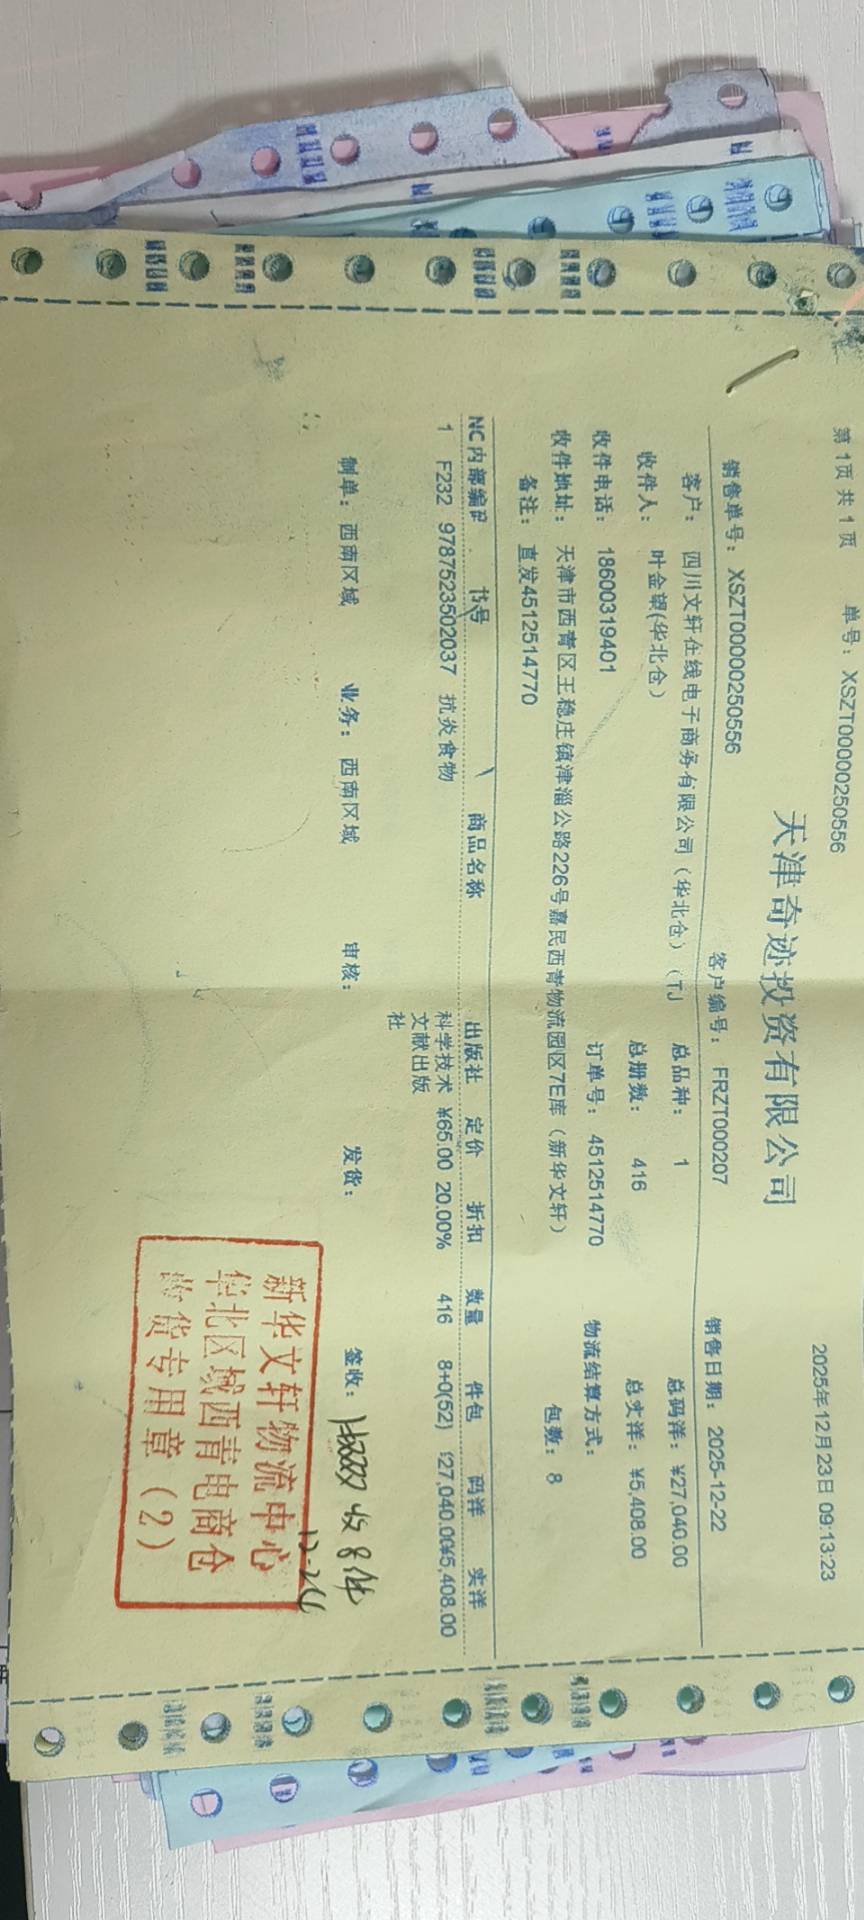 第 1页 共 1 页 单号: XSZT00000250556 2025年12月23日 09:13:23
天津奇迹投资有限公司
销售单号: XSZT00000250556 客户编号: FRZT000207 销售日期: 2025-12-22
客户: 四川文轩在线电子商务有限公司（华北仓）（TJ 总品种: 1 总码洋: ¥27,040.00
收件人: 叶金望(华北仓) 总册数: 416 总实洋: ¥5,408.00
收件电话: 18600319401 订单号: 4512514770 物流结算方式:
收件地址: 天津市西青区王稳庄镇津淄公路226号嘉民西青物流园区7E库（新华文轩） 包数: 8
备注: 直发4512514770
NC内部编码 书号 商品名称 出版社 定价 折扣 数量 件包 码洋 实洋
1 F232 9787523502037 抗炎食物 科学技术 ¥65.00 20.00% 416 8+0(52) 27,040.00 ¥5,408.00
文献出版
社
制单: 西南区域 业务: 西南区域 审核: 发货: 签收: 收8件
12-24
新华文轩物流中心
华北区域西青电商仓
收货专用章（2）